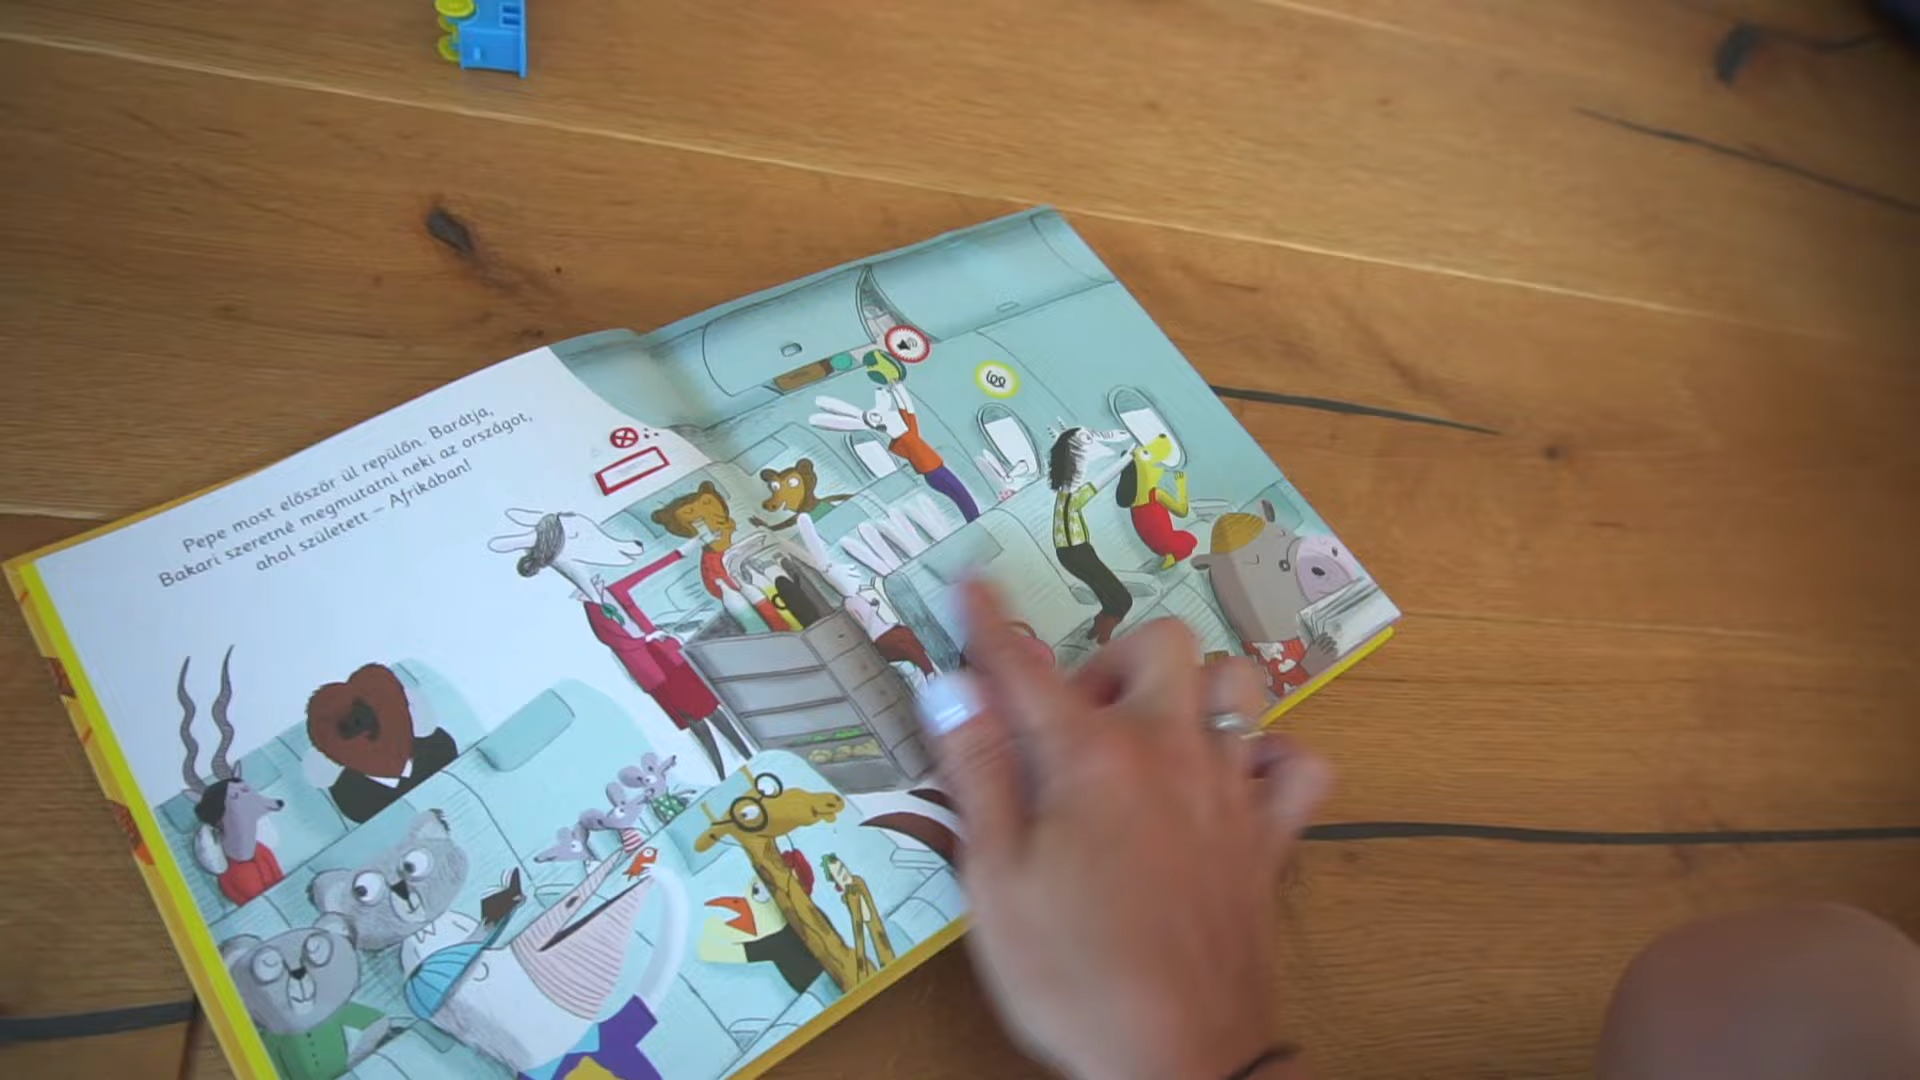 Pepe most először ül repülőn. Barátja,
Bakari szeretné megmutatni neki az országot,
ahol született – Afrikában!